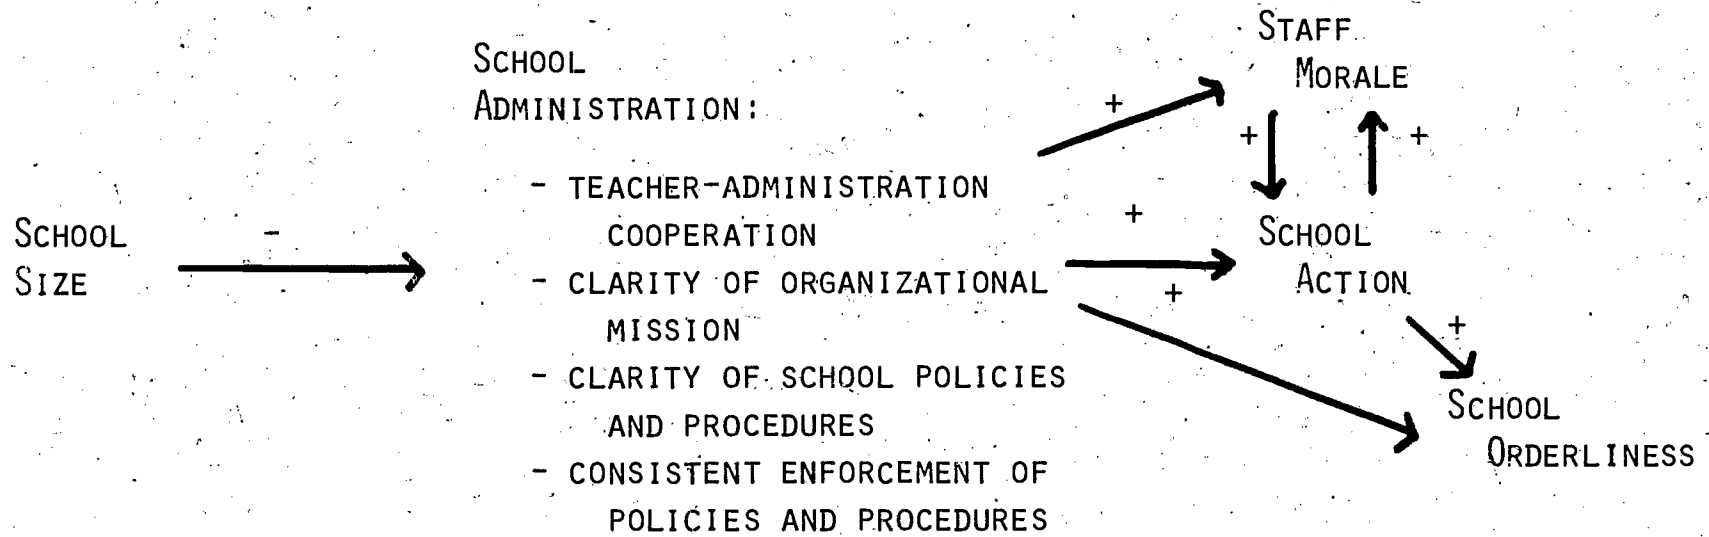 SCHOOL
SIZE
-
SCHOOL
ADMINISTRATION:
- TEACHER-ADMINISTRATION
COOPERATION
- CLARITY OF ORGANIZATIONAL
MISSION
- CLARITY OF SCHOOL POLICIES
AND PROCEDURES
- CONSISTENT ENFORCEMENT OF
POLICIES AND PROCEDURES
+
+
+
STAFF
MORALE
+
+
SCHOOL
ACTION
+
SCHOOL
ORDERLINESS